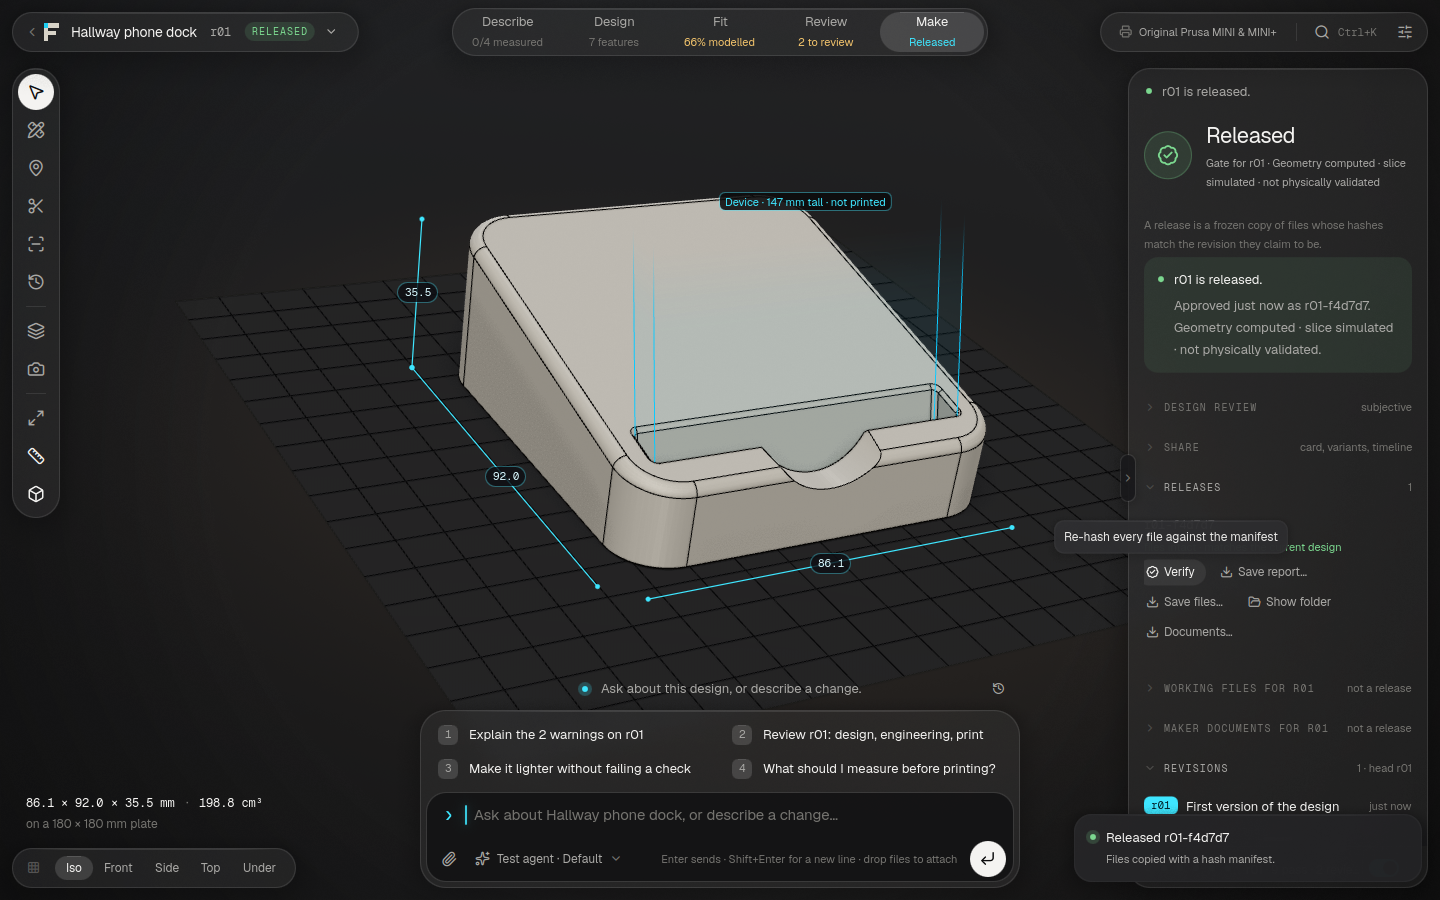 Hallway phone dock r01 RELEASED
Describe
0/4 measured
Design
7 features
Fit
66% modelled
Review
2 to review
Make
Released
Original Prusa MINI & MINI+
Ctrl+K
r01 is released.
Released
Gate for r01 · Geometry computed · slice
simulated · not physically validated
A release is a frozen copy of files whose hashes
match the revision they claim to be.
r01 is released.
Approved just now as r01-f4d7d7.
Geometry computed · slice simulated
· not physically validated.
DESIGN REVIEW subjective
SHARE card, variants, timeline
RELEASES 1
Re-hash every file against the manifest
rent design
Verify Save report…
Save files… Show folder
Documents…
WORKING FILES FOR R01 not a release
MAKER DOCUMENTS FOR R01 not a release
REVISIONS 1 · head r01
r01 First version of the design just now
Released r01-f4d7d7
Files copied with a hash manifest.
Device · 147 mm tall · not printed
35.5
92.0
86.1
Ask about this design, or describe a change.
1 Explain the 2 warnings on r01
2 Review r01: design, engineering, print
3 Make it lighter without failing a check
4 What should I measure before printing?
Ask about Hallway phone dock, or describe a change…
Test agent · Default
Enter sends · Shift+Enter for a new line · drop files to attach
86.1 × 92.0 × 35.5 mm · 198.8 cm³
on a 180 × 180 mm plate
Iso Front Side Top Under